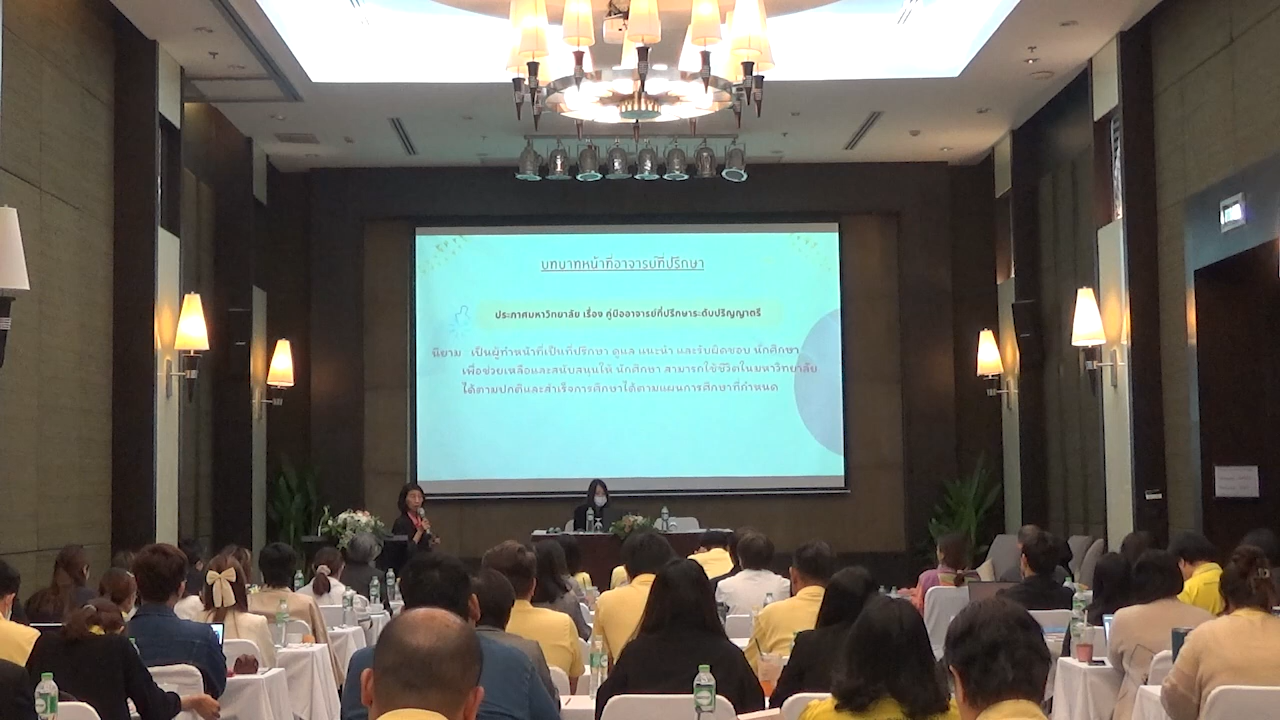 บทบาทหน้าที่อาจารย์ที่ปรึกษา
ประกาศมหาวิทยาลัย เรื่อง คู่มืออาจารย์ที่ปรึกษาระดับปริญญาตรี
นิยาม : เป็นผู้ทำหน้าที่เป็นที่ปรึกษา ดูแล แนะนำ และรับผิดชอบ นักศึกษา
เพื่อช่วยเหลือและสนับสนุนให้ นักศึกษา สามารถใช้ชีวิตในมหาวิทยาลัย
ได้ตามปกติและสำเร็จการศึกษาได้ตามแผนการศึกษาที่กำหนด